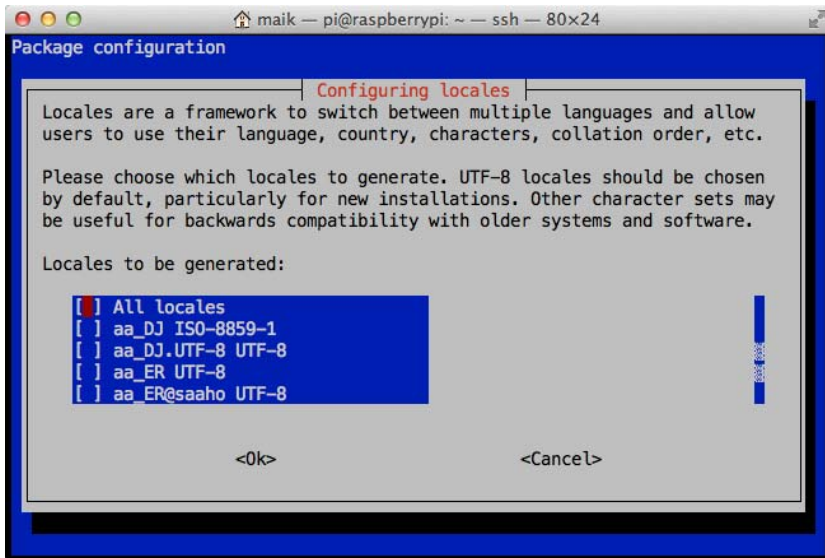 maik — pi@raspberrypi: ~ — ssh — 80×24
Package configuration
Configuring locales
Locales are a framework to switch between multiple languages and allow
users to use their language, country, characters, collation order, etc.
Please choose which locales to generate. UTF-8 locales should be chosen
by default, particularly for new installations. Other character sets may
be useful for backwards compatibility with older systems and software.
Locales to be generated:
[ ] All locales
[ ] aa_DJ ISO-8859-1
[ ] aa_DJ.UTF-8 UTF-8
[ ] aa_ER UTF-8
[ ] aa_ER@saaho UTF-8
<Ok> <Cancel>